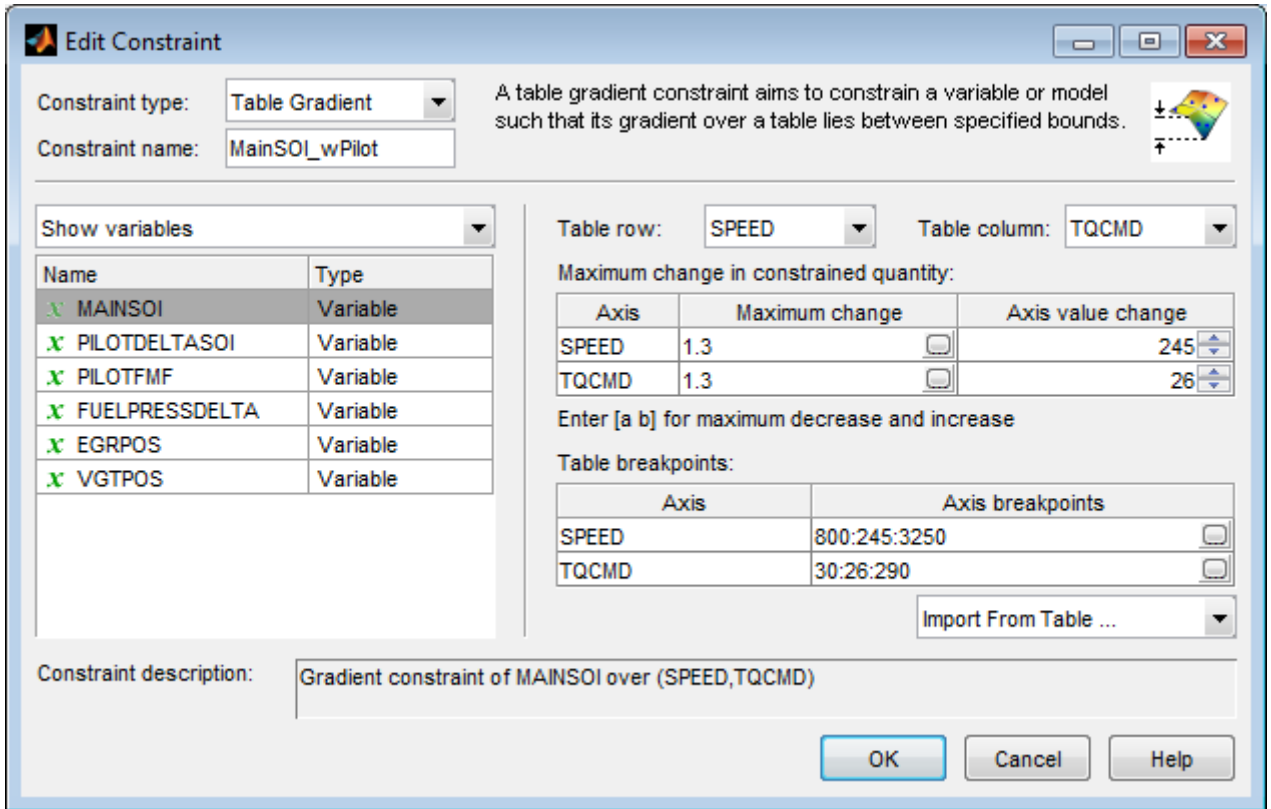 Edit Constraint
Constraint type: Table Gradient
A table gradient constraint aims to constrain a variable or model
such that its gradient over a table lies between specified bounds.
Constraint name: MainSOI_wPilot
Show variables
Name Type
x MAINSOI Variable
x PILOTDELTASOI Variable
x PILOTFMF Variable
x FUELPRESSDELTA Variable
x EGRPOS Variable
x VGTPOS Variable
Table row: SPEED Table column: TQCMD
Maximum change in constrained quantity:
Axis Maximum change Axis value change
SPEED 1.3 245
TQCMD 1.3 26
Enter [a b] for maximum decrease and increase
Table breakpoints:
Axis Axis breakpoints
SPEED 800:245:3250
TQCMD 30:26:290
Import From Table ...
Constraint description: Gradient constraint of MAINSOI over (SPEED,TQCMD)
OK Cancel Help